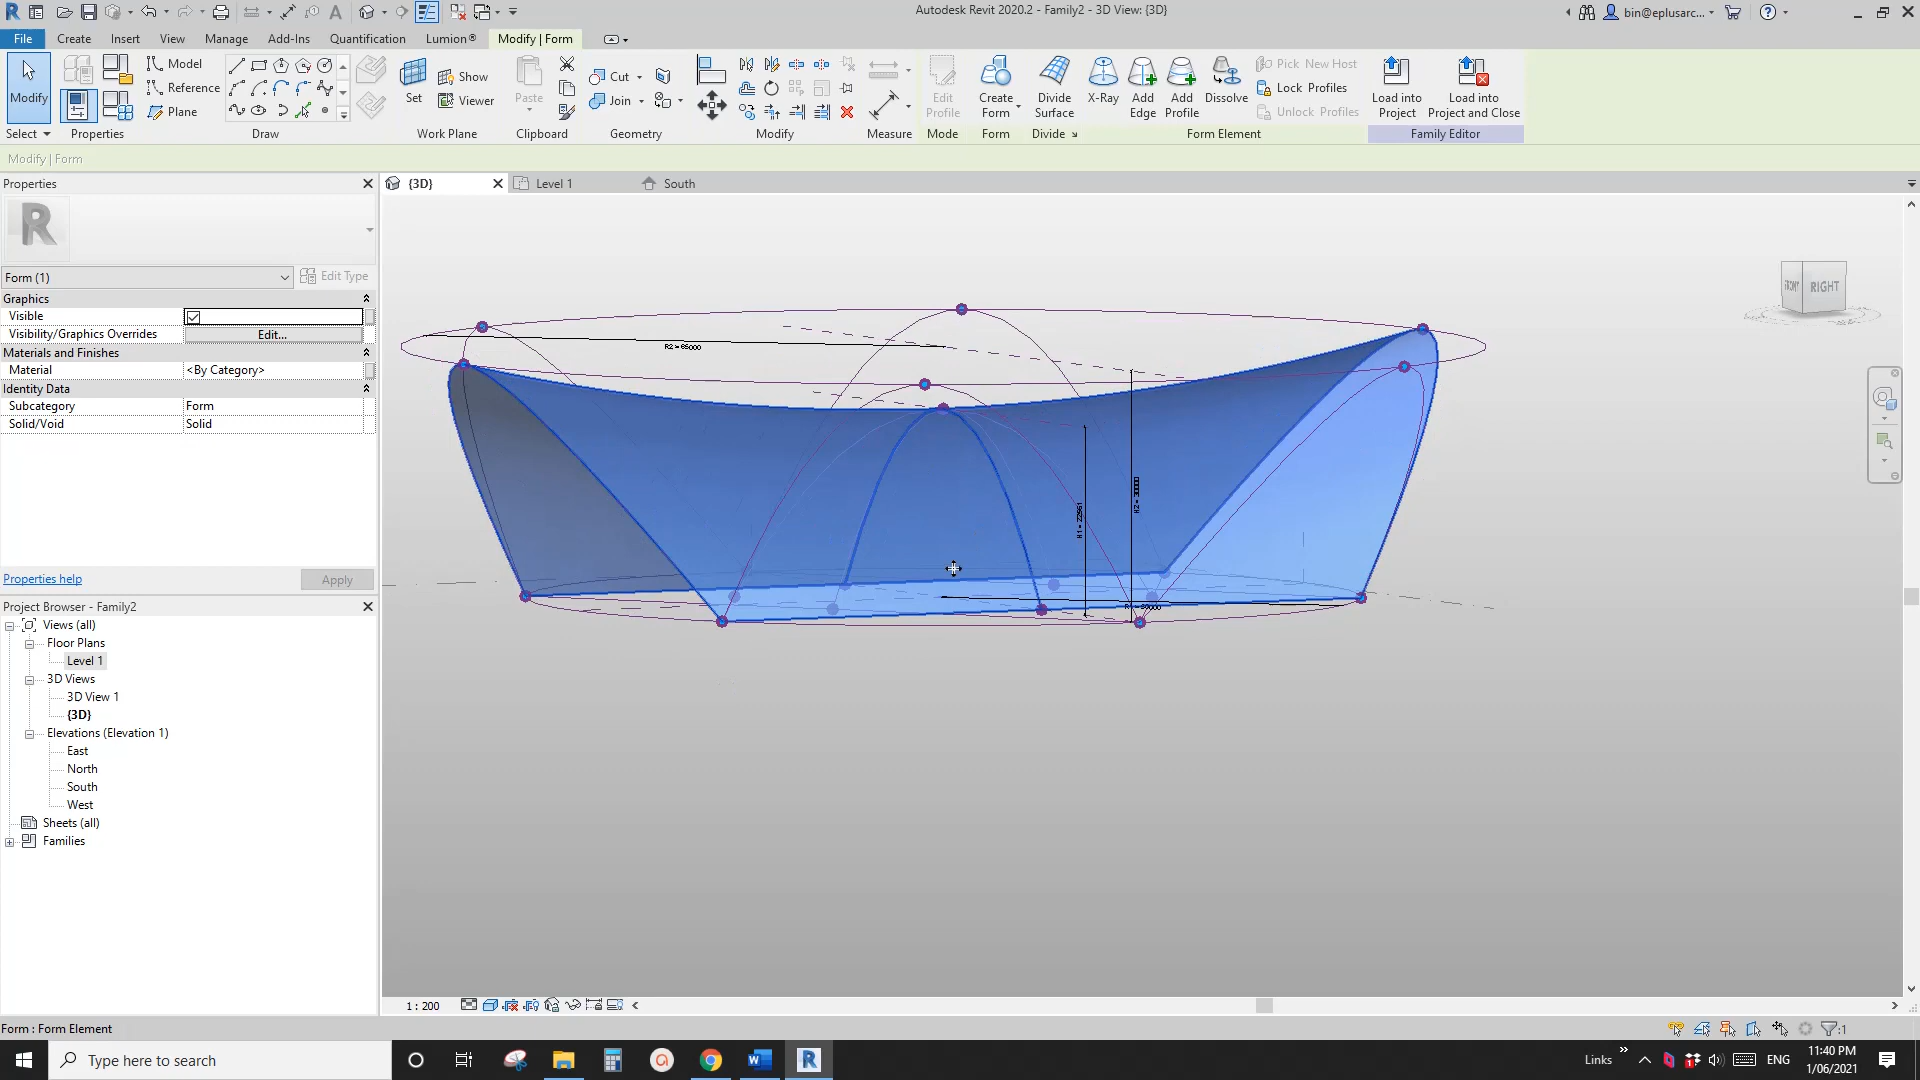 Autodesk Revit 2020.2 - Family2 - 3D View: {3D}
bin@eplusarc...
File Create Insert View Manage Add-Ins Quantification Lumion® Modify | Form
Modify
Select
Properties
Model
Reference
Plane
Draw
Set
Show
Viewer
Work Plane
Paste
Clipboard
Cut
Join
Geometry
Modify
Measure
Edit Profile
Mode
Create Form
Form
Divide Surface
Divide
X-Ray
Add Edge
Add Profile
Dissolve
Pick New Host
Lock Profiles
Unlock Profiles
Form Element
Load into Project
Load into Project and Close
Family Editor
Modify | Form
Properties
{3D}
Level 1
South
R
Form (1)
Edit Type
Graphics
Visible
Visibility/Graphics Overrides Edit...
Materials and Finishes
Material <By Category>
Identity Data
Subcategory Form
Solid/Void Solid
Properties help
Apply
Project Browser - Family2
Views (all)
Floor Plans
Level 1
3D Views
3D View 1
{3D}
Elevations (Elevation 1)
East
North
South
West
Sheets (all)
Families
FRONT RIGHT
R2 = 65000
H2 = 30000
1 : 200
Form : Form Element
:1
Type here to search
Links
ENG
11:40 PM
1/06/2021